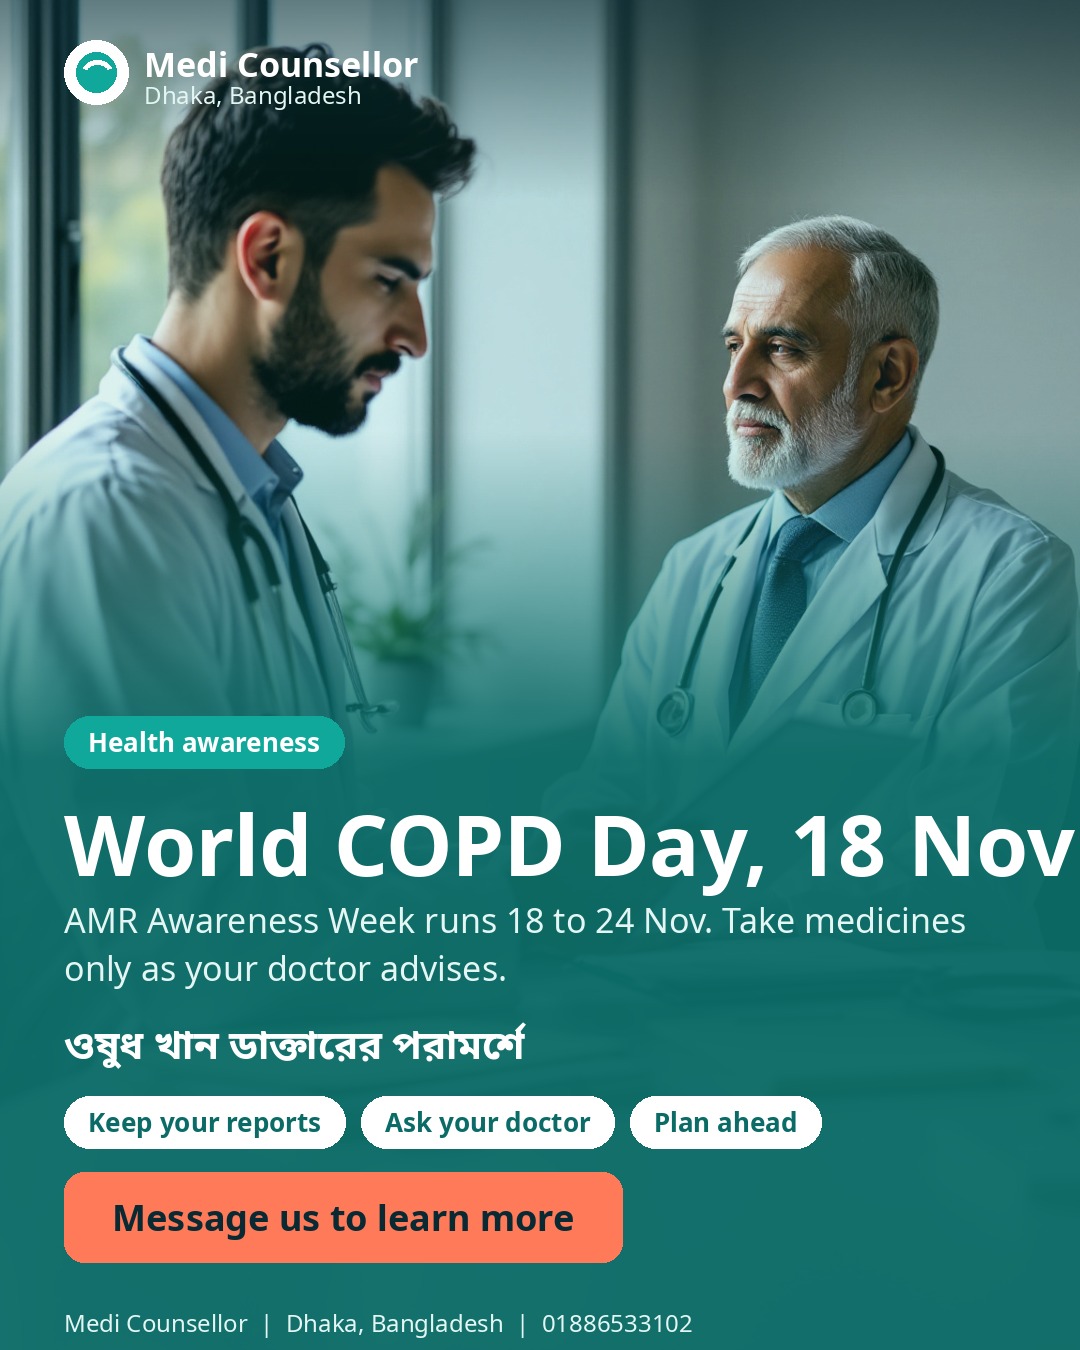 Medi Counsellor
Dhaka, Bangladesh
Health awareness
World COPD Day, 18 Nov
AMR Awareness Week runs 18 to 24 Nov. Take medicines
only as your doctor advises.
ওষুধ খান ডাক্তারের পরামর্শে
Keep your reports
Ask your doctor
Plan ahead
Message us to learn more
Medi Counsellor | Dhaka, Bangladesh | 01886533102